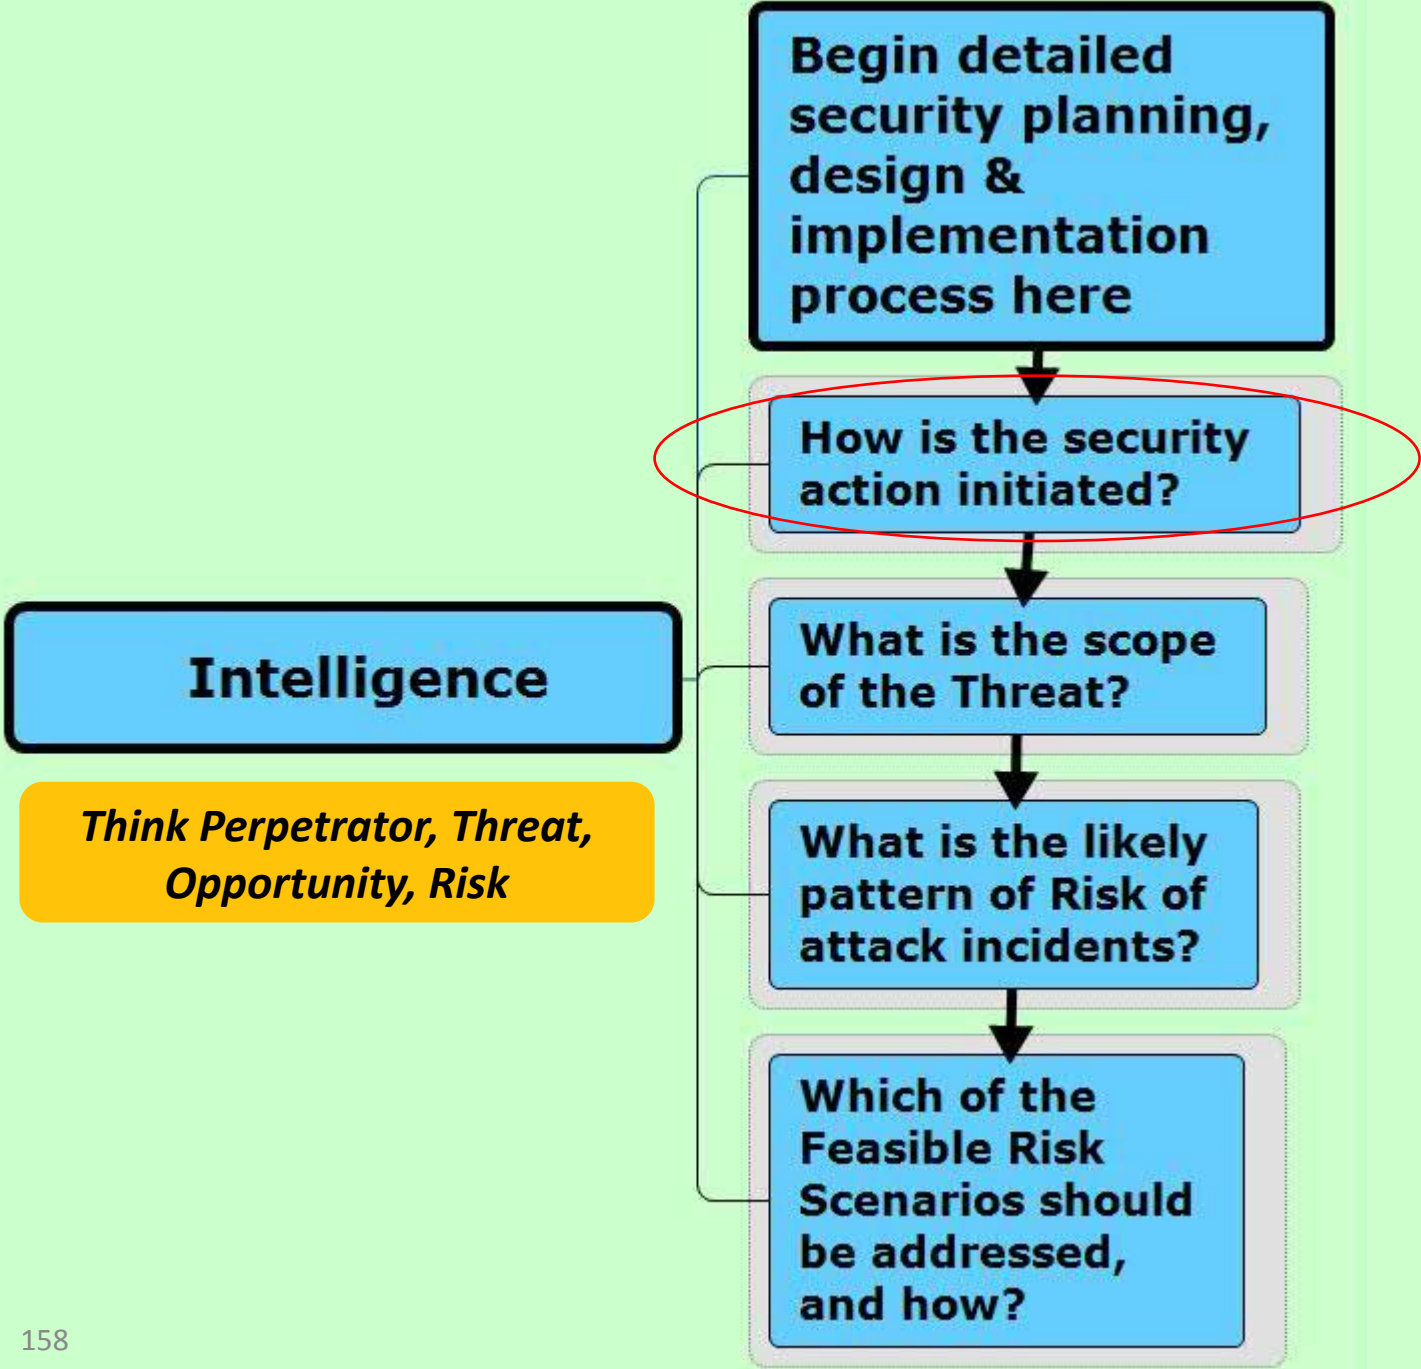 Begin detailed
security planning,
design &
implementation
process here
How is the security
action initiated?
What is the scope
of the Threat?
Intelligence
Think Perpetrator, Threat,
Opportunity, Risk
What is the likely
pattern of Risk of
attack incidents?
Which of the
Feasible Risk
Scenarios should
be addressed,
and how?
158